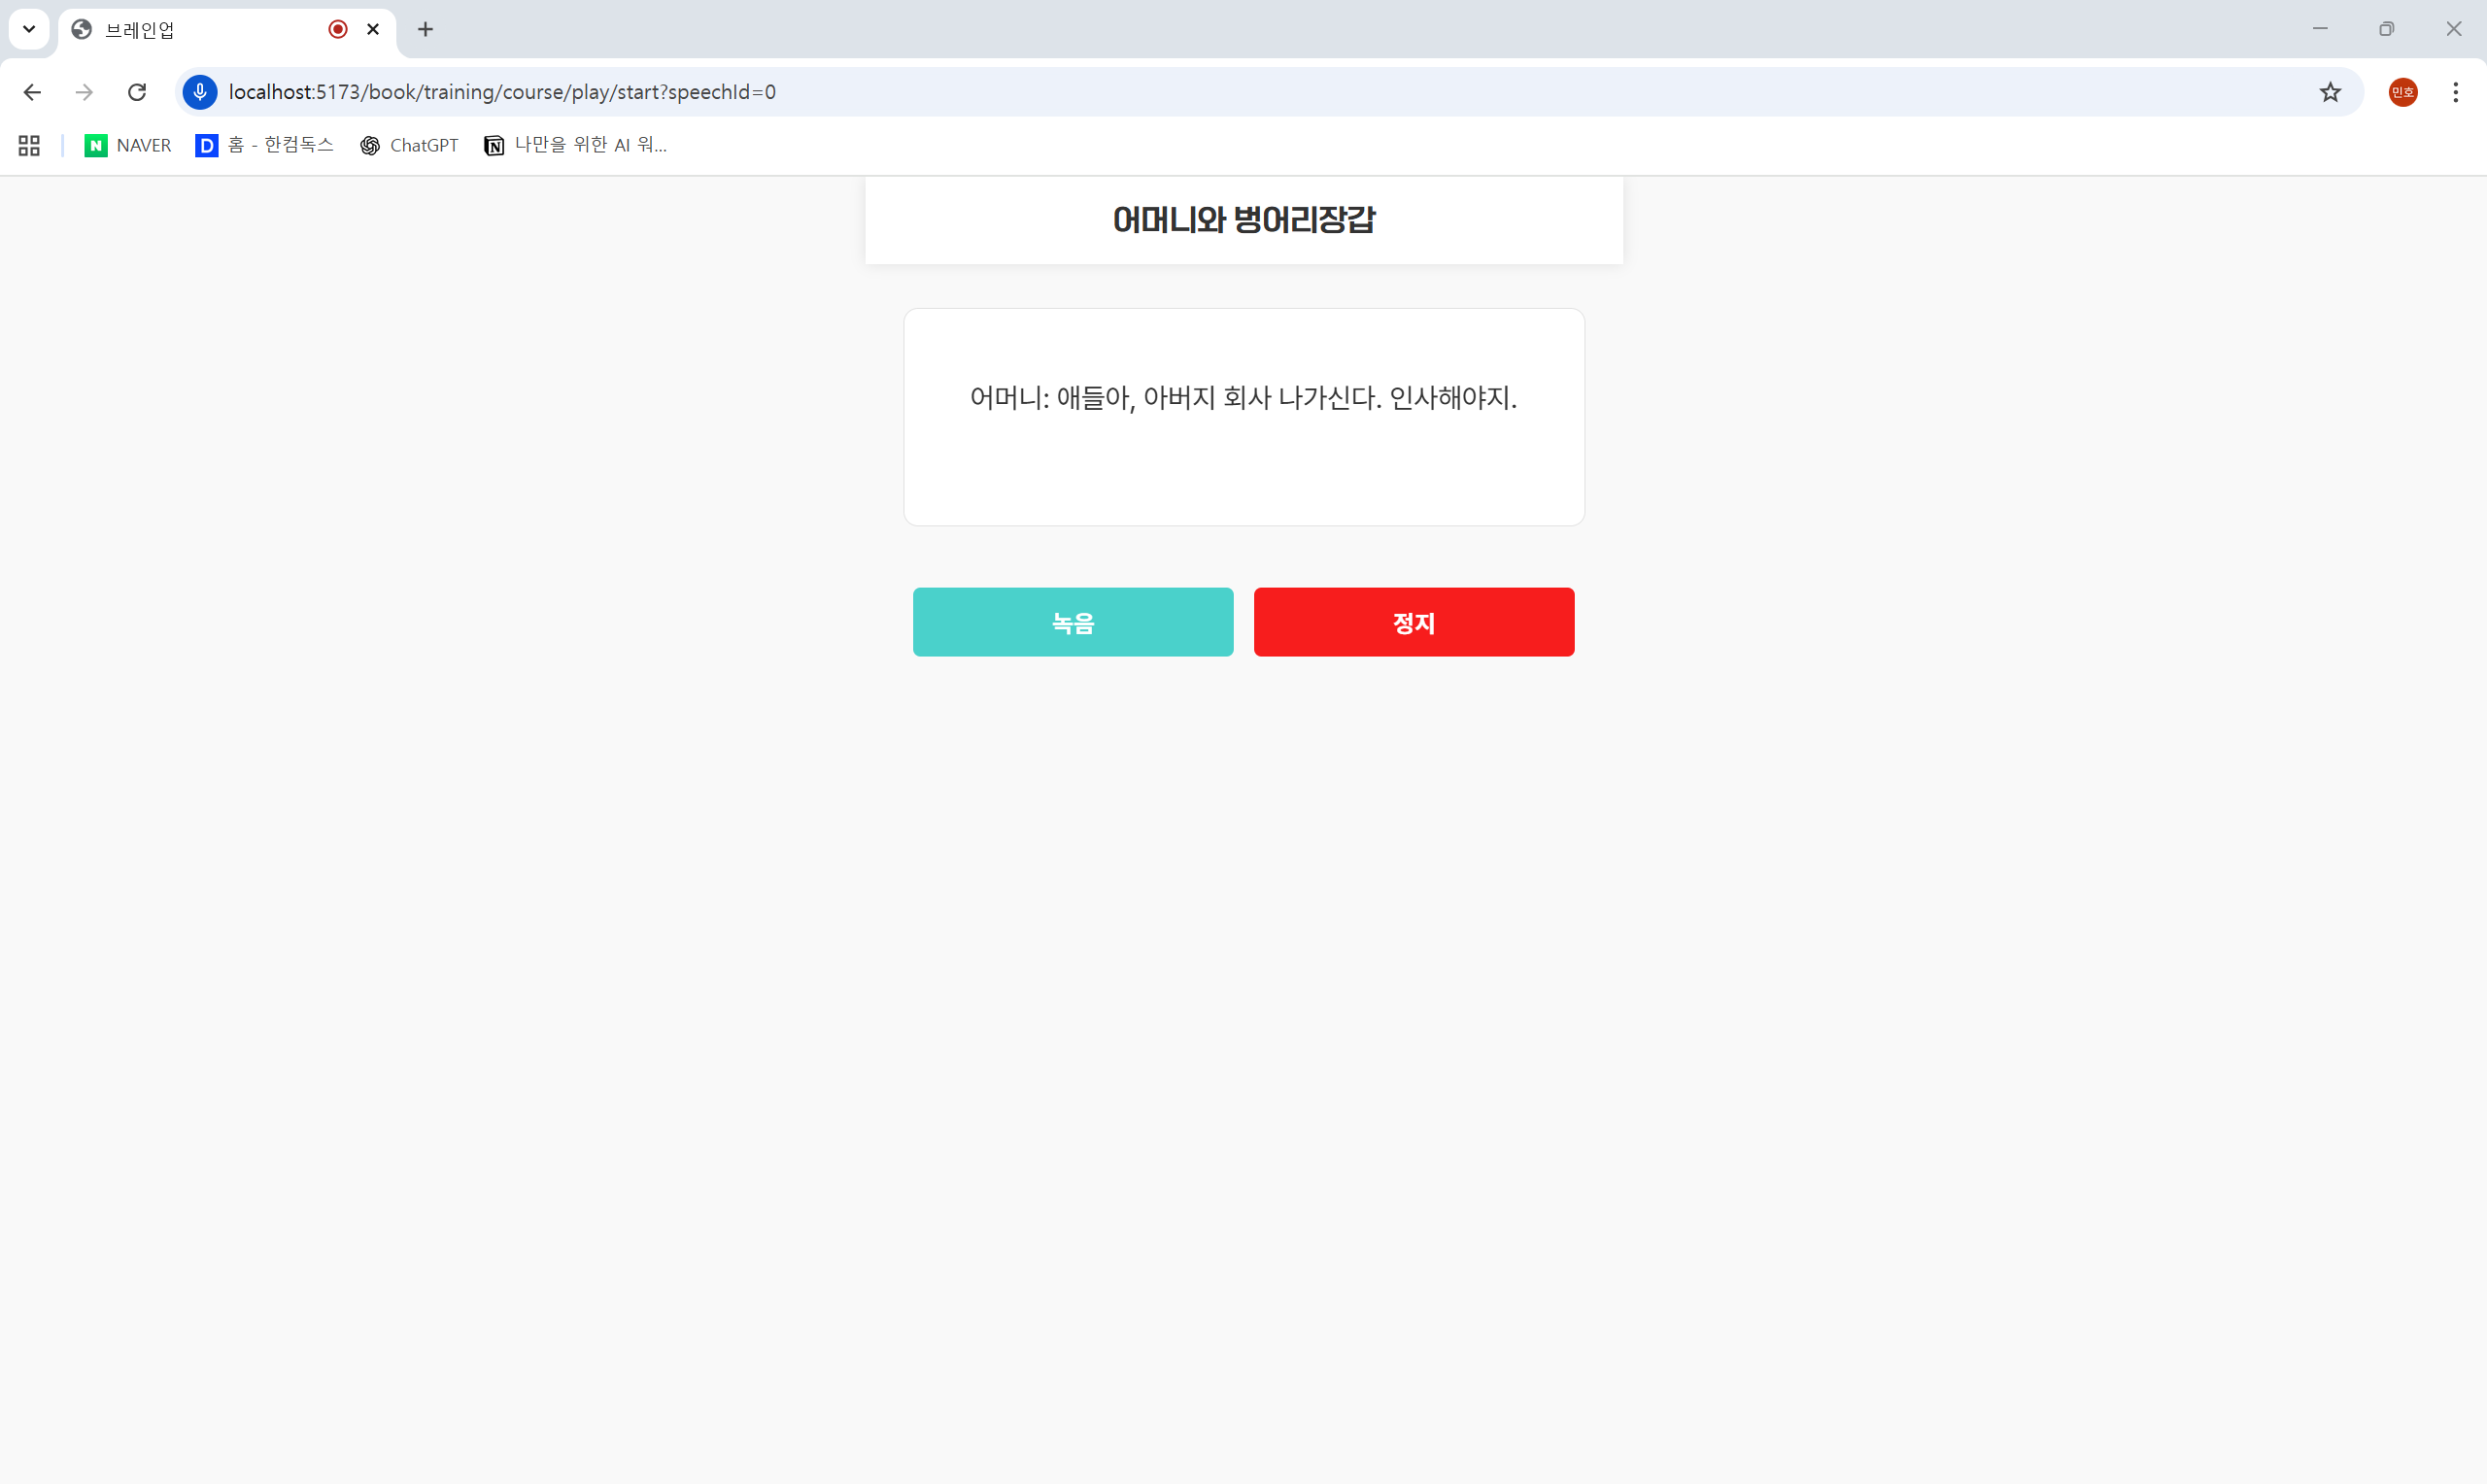 브레인업
localhost:5173/book/training/course/play/start?speechId=0
민호
NAVER
홈 - 한컴독스
ChatGPT
나만을 위한 AI 워...
어머니와 벙어리장갑
어머니: 얘들아, 아버지 회사 나가신다. 인사해야지.
녹음 정지